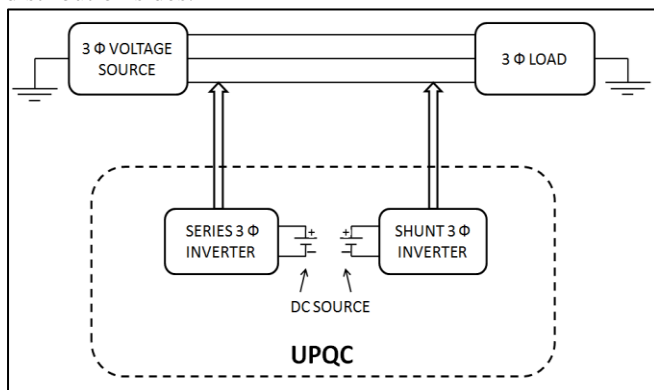 3 Φ VOLTAGE
SOURCE
3 Φ LOAD
SERIES 3 Φ
INVERTER
+
−
+
−
SHUNT 3 Φ
INVERTER
DC SOURCE
UPQC